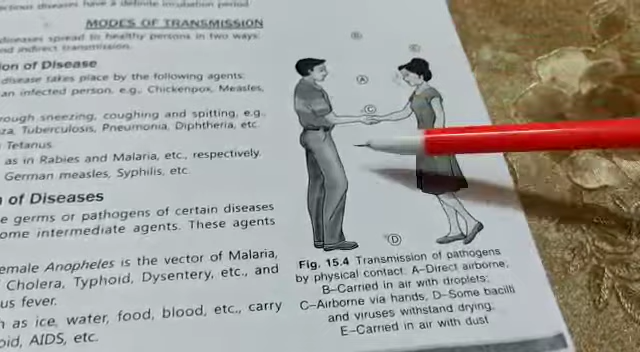 ctious diseases have a definite incubation period
MODES OF TRANSMISSION
diseases spread to healthy persons in two ways:
nd indirect transmission.
ion of Disease
disease takes place by the following agents:
an infected person, e.g., Chickenpox, Measles,
rough sneezing, coughing and spitting, e.g.,
za, Tuberculosis, Pneumonia, Diphtheria, etc.
Tetanus.
as in Rabies and Malaria, etc., respectively.
German measles, Syphilis, etc.
n of Diseases
e germs or pathogens of certain diseases
ome intermediate agents. These agents
emale Anopheles is the vector of Malaria,
Cholera, Typhoid, Dysentery, etc., and
us fever.
h as ice, water, food, blood, etc., carry
oid, AIDS, etc.
A
C
D
Fig. 15.4 Transmission of pathogens
by physical contact. A–Direct airborne;
B–Carried in air with droplets;
C–Airborne via hands; D–Some bacilli
and viruses withstand drying;
E–Carried in air with dust